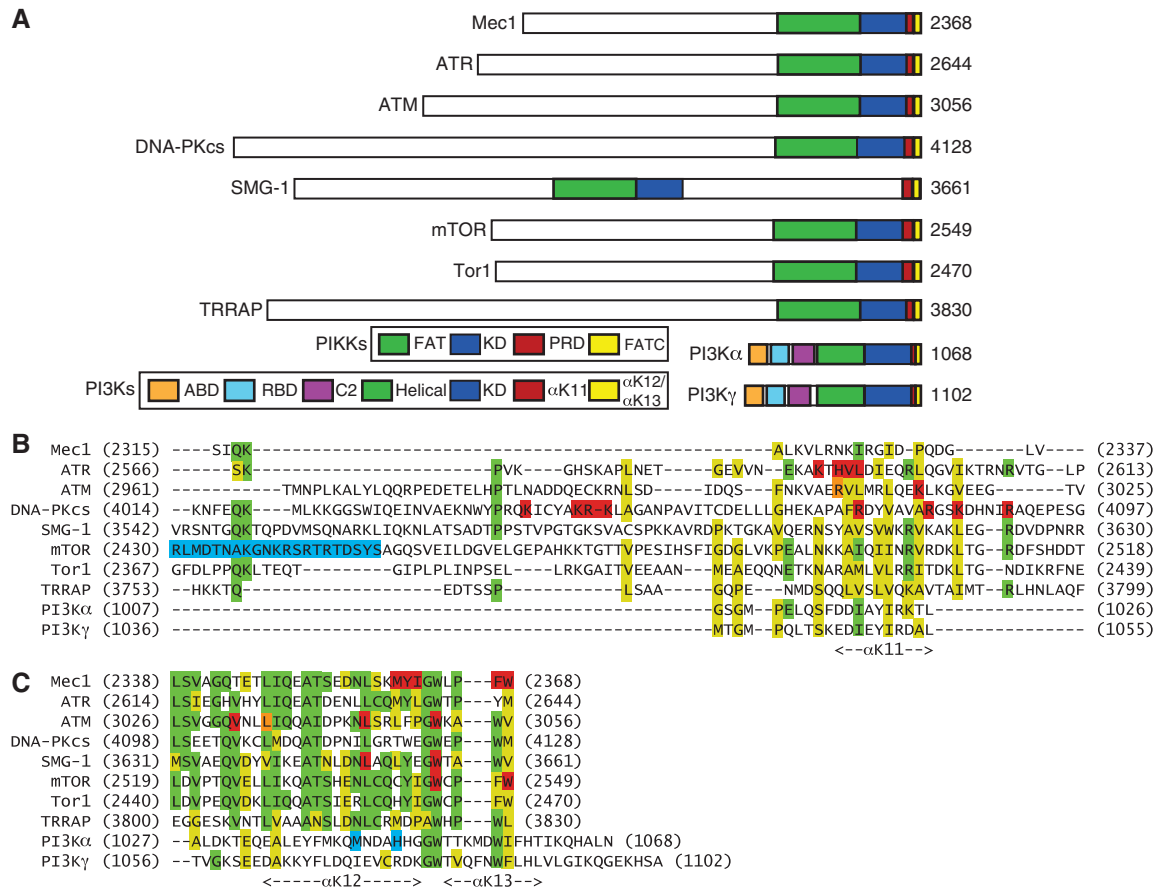 A
Mec1 2368
ATR 2644
ATM 3056
DNA-PKcs 4128
SMG-1 3661
mTOR 2549
Tor1 2470
TRRAP 3830
PIKKs FAT KD PRD FATC
PI3Kα 1068
PI3Ks ABD RBD C2 Helical KD αK11 αK12/αK13
PI3Kγ 1102
B
Mec1 (2315) ----SIQK----------------------------------------------------ALKVLRNKIRGID-PQDG-------LV---- (2337)
ATR (2566) ------SK------------------------PVK----GHSKAPLNET-----GEVVN--EKAKTHVLDIEQRLQGVIKTRNRVTG--LP (2613)
ATM (2961) -----------TMNPLKALYLQQRPEDETELHPTLNADDQECKRNLSD-----IDQS---FNKVAERVLMRLQEKLKGVEEG-------TV (3025)
DNA-PKcs (4014) --KNFEQK----MLKKGGSWIQEINVAEKNWYPRQKICYAKR-KLAGANPAVITCDELLLGHEKAPAFRDYVAVARGSKDHNIRAQEPESG (4097)
SMG-1 (3542) VRSNTGQKTQPDVMSQNARKLIQKNLATSADTPPSTVPGTGKSVACSPKKAVRDPKTGKAVQERNSYAVSVWKRVKAKLEG--RDVDPNRR (3630)
mTOR (2430) RLMDTNAKGNKRSRTRTDSYSAGQSVEILDGVELGEPAHKKTGTTVPESIHSFIGDGLVKPEALNKKAIQIINRVRDKLTG--RDFSHDDT (2518)
Tor1 (2367) GFDLPPQKLTEQT---------GIPLPLINPSEL----LRKGAITVEEAAN---MEAEQQNETKNARAMLVLRRITDKLTG--NDIKRFNE (2439)
TRRAP (3753) --HKKTQ--------------------EDTSSP------------LSAA----GQPE---NMDSQQLVSLVQKAVTAIMT--RLHNLAQF (3799)
PI3Kα (1007) ------------------------------------------------------GSGM--PELQSFDDIAYIRKTL--------------- (1026)
PI3Kγ (1036) ------------------------------------------------------MTGM--PQLTSKEDIEYIRDAL--------------- (1055)
<--αK11-->
C
Mec1 (2338) LSVAGQTETLIQEATSEDNLSKMYIGWLP---FW (2368)
ATR (2614) LSIEGHVHYLIQEATDENLLCQMYLGWTP---YM (2644)
ATM (3026) LSVGGQVNLLIQQAIDPKNLSRLFPGWKA---WV (3056)
DNA-PKcs (4098) LSEETQVKCLMDQATDPNILGRTWEGWEP---WM (4128)
SMG-1 (3631) MSVAEQVDYVIKEATNLDNLAQLYEGWTA---WV (3661)
mTOR (2519) LDVPTQVELLIKQATSHENLCQCYIGWCP---FW (2549)
Tor1 (2440) LDVPEQVDKLIQQATSIERLCQHYIGWCP---FW (2470)
TRRAP (3800) EGGESKVNTLVAAANSLDNLCRMDPAWHP---WL (3830)
PI3Kα (1027) --ALDKTEQEALEYFMKQMNDAHHGGWTTKMDWIFHTIKQHALN (1068)
PI3Kγ (1056) --TVGKSEEDAKKYFLDQIEVCRDKGWTVQFNWFLHLVLGIKQGEKHSA (1102)
<-----αK12-----> <--αK13-->